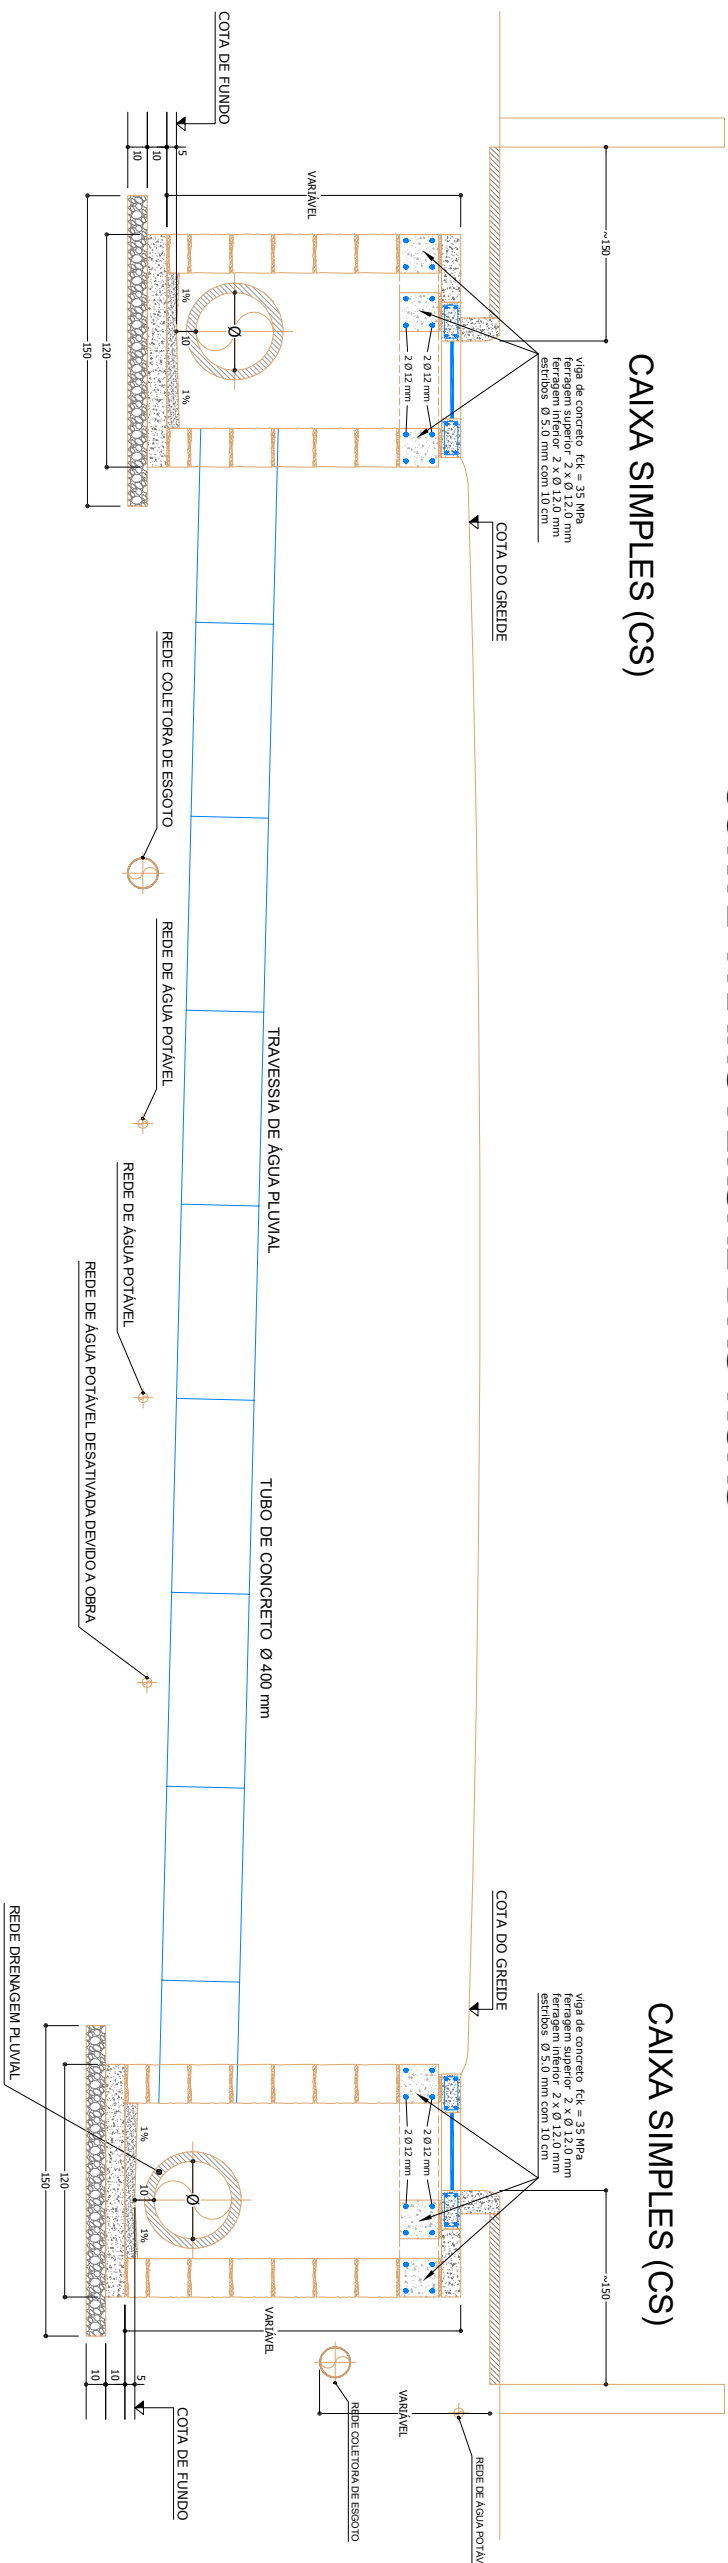 CAIXA SIMPLES (CS)
~150
viga de concreto fck = 35 MPa
ferragem superior 2 x Ø 12.0 mm
ferragem inferior 2 x Ø 12.0 mm
estribos Ø 5.0 mm com 10 cm
COTA DO GREIDE
VARIÁVEL
2 Ø 12 mm
2 Ø 12 mm
COTA DE FUNDO
5
10
10
1%
Ø
10
1%
120
150
REDE COLETORA DE ESGOTO
REDE DE ÁGUA POTÁVEL
TRAVESSIA DE ÁGUA PLUVIAL
REDE DE ÁGUA POTÁVEL
REDE DE ÁGUA POTÁVEL DESATIVADA DEVIDO A OBRA
TUBO DE CONCRETO Ø 400 mm
CAIXA SIMPLES (CS)
~150
viga de concreto fck = 35 MPa
ferragem superior 2 x Ø 12.0 mm
ferragem inferior 2 x Ø 12.0 mm
estribos Ø 5.0 mm com 10 cm
COTA DO GREIDE
2 Ø 12 mm
2 Ø 12 mm
REDE DRENAGEM PLUVIAL
1%
Ø
10
1%
120
150
VARIÁVEL
5
10
10
COTA DE FUNDO
VARIÁVEL
REDE COLETORA DE ESGOTO
REDE DE ÁGUA POTÁV